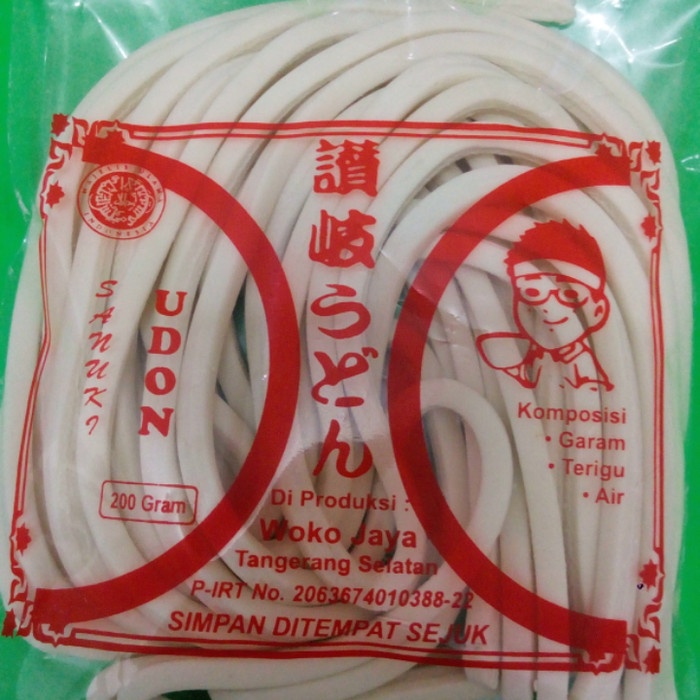 讃岐うどん
SANUKI
UDON
200 Gram
Komposisi
• Garam
• Terigu
• Air
Di Produksi :
Woko Jaya
Tangerang Selatan
P-IRT No. 2063674010388-22
SIMPAN DITEMPAT SEJUK